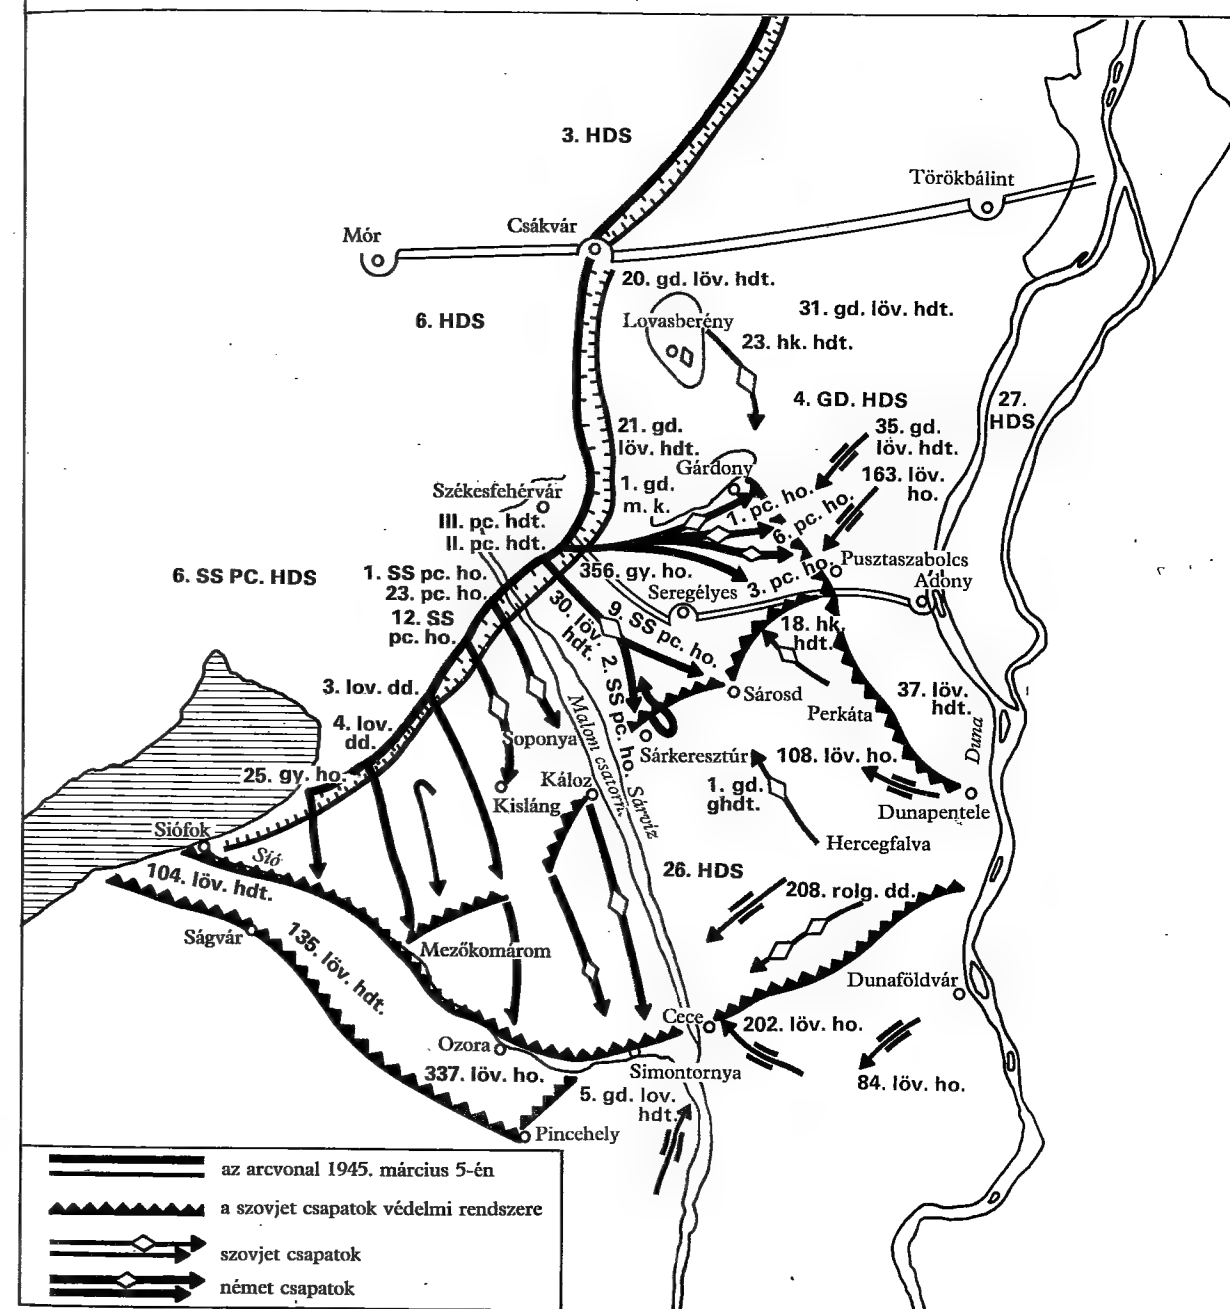 3. HDS
Törökbálint
Csákvár
Mór
20. gd. löv. hdt.
31. gd. löv. hdt.
6. HDS
Lovasberény
23. hk. hdt.
4. GD. HDS
27.
HDS
21. gd.
löv. hdt.
35. gd.
löv. hdt.
Gárdony
163. löv.
ho.
Székesfehérvár
1. gd.
m. k.
1. pc. ho.
6. pc. ho.
III. pc. hdt.
II. pc. hdt.
3. pc. ho.
Pusztaszabolcs
6. SS PC. HDS
1. SS pc. ho.
356. gy. ho.
Adony
23. pc. ho.
Seregélyes
12. SS
pc. ho.
30. löv.
hdt.
9. SS pc. ho.
18. hk.
hdt.
2. SS pc. ho.
3. lov. dd.
Sárosd
37. löv.
hdt.
4. lov.
dd.
Perkáta
Malom csatorn.
Duna
Soponya
Sárkeresztúr
108. löv. ho.
25. gy. ho.
Káloz
1. gd.
ghdt.
Kisláng
Sárvíz
Dunapentele
Siófok
Hercegfalva
Sió
26. HDS
104. löv. hdt.
208. rolg. dd.
Ságvár
135. löv. hdt.
Mezőkomárom
Dunaföldvár
Cece
202. löv. ho.
Ozora
Simontornya
337. löv. ho.
84. löv. ho.
5. gd. lov.
hdt.
Pincehely
az arcvonal 1945. március 5-én
a szovjet csapatok védelmi rendszere
szovjet csapatok
német csapatok